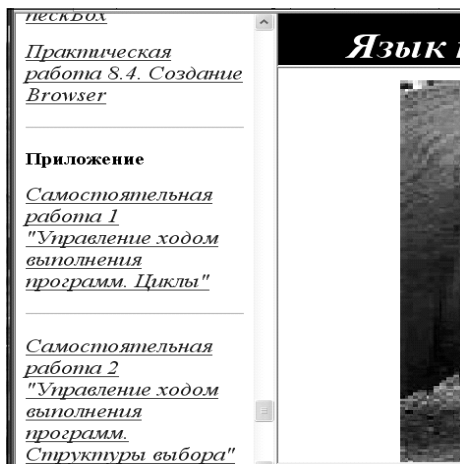 heckBox
Практическая
работа 8.4. Создание
Browser
Приложение
Самостоятельная
работа 1
"Управление ходом
выполнения
программ. Циклы"
Самостоятельная
работа 2
"Управление ходом
выполнения
программ.
Структуры выбора"
Язык